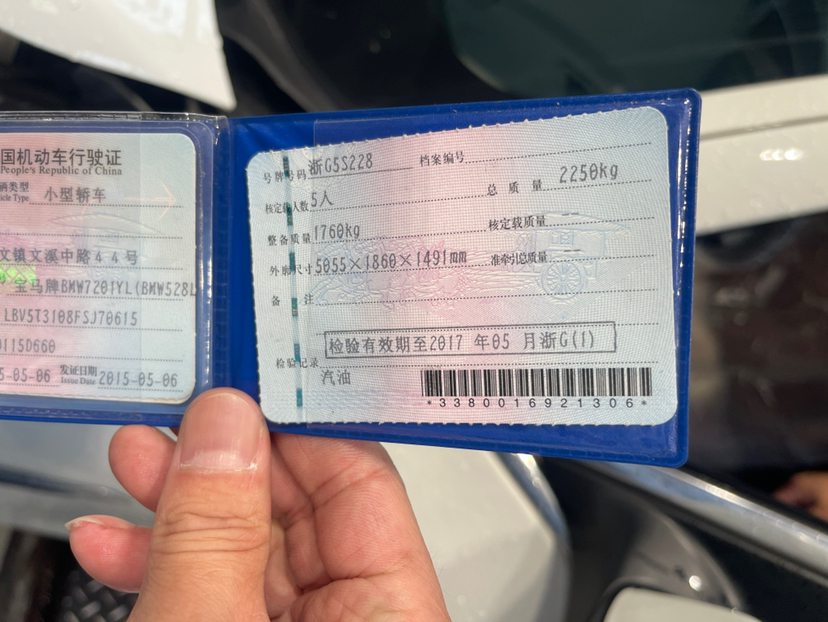 国机动车行驶证
People's Republic of China
辆类型
icle Type 小型轿车
文镇文溪中路44号
宝马牌BMW7201YL(BMW528L
LBV5T3108FSJ70615
0115D660
5-05-06 发证日期 Issue Date 2015-05-06
号牌号码 浙G5S228 档案编号
核定载人数 5人 总质量 2250kg
整备质量 1760kg 核定载质量
外廓尺寸 5055×1860×1491mm 准牵引总质量
备注
检验有效期至2017 年05 月浙G(1)
检验记录
汽油
*3380016921306*